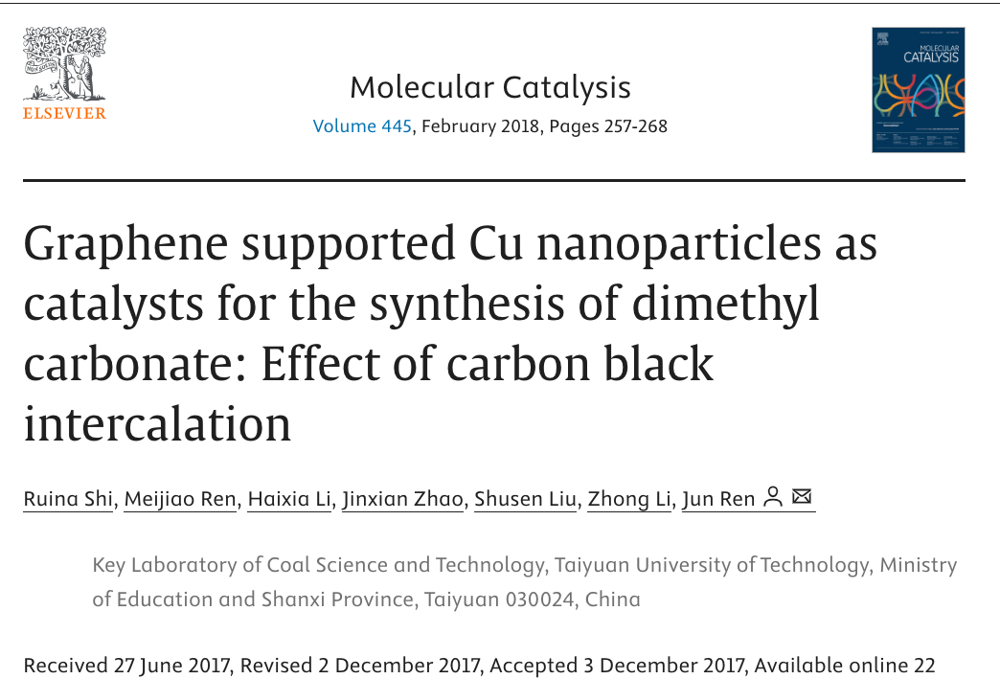 ELSEVIER
Molecular Catalysis
Volume 445, February 2018, Pages 257-268
MOLECULAR
CATALYSIS
Graphene supported Cu nanoparticles as
catalysts for the synthesis of dimethyl
carbonate: Effect of carbon black
intercalation
Ruina Shi, Meijiao Ren, Haixia Li, Jinxian Zhao, Shusen Liu, Zhong Li, Jun Ren
Key Laboratory of Coal Science and Technology, Taiyuan University of Technology, Ministry
of Education and Shanxi Province, Taiyuan 030024, China
Received 27 June 2017, Revised 2 December 2017, Accepted 3 December 2017, Available online 22